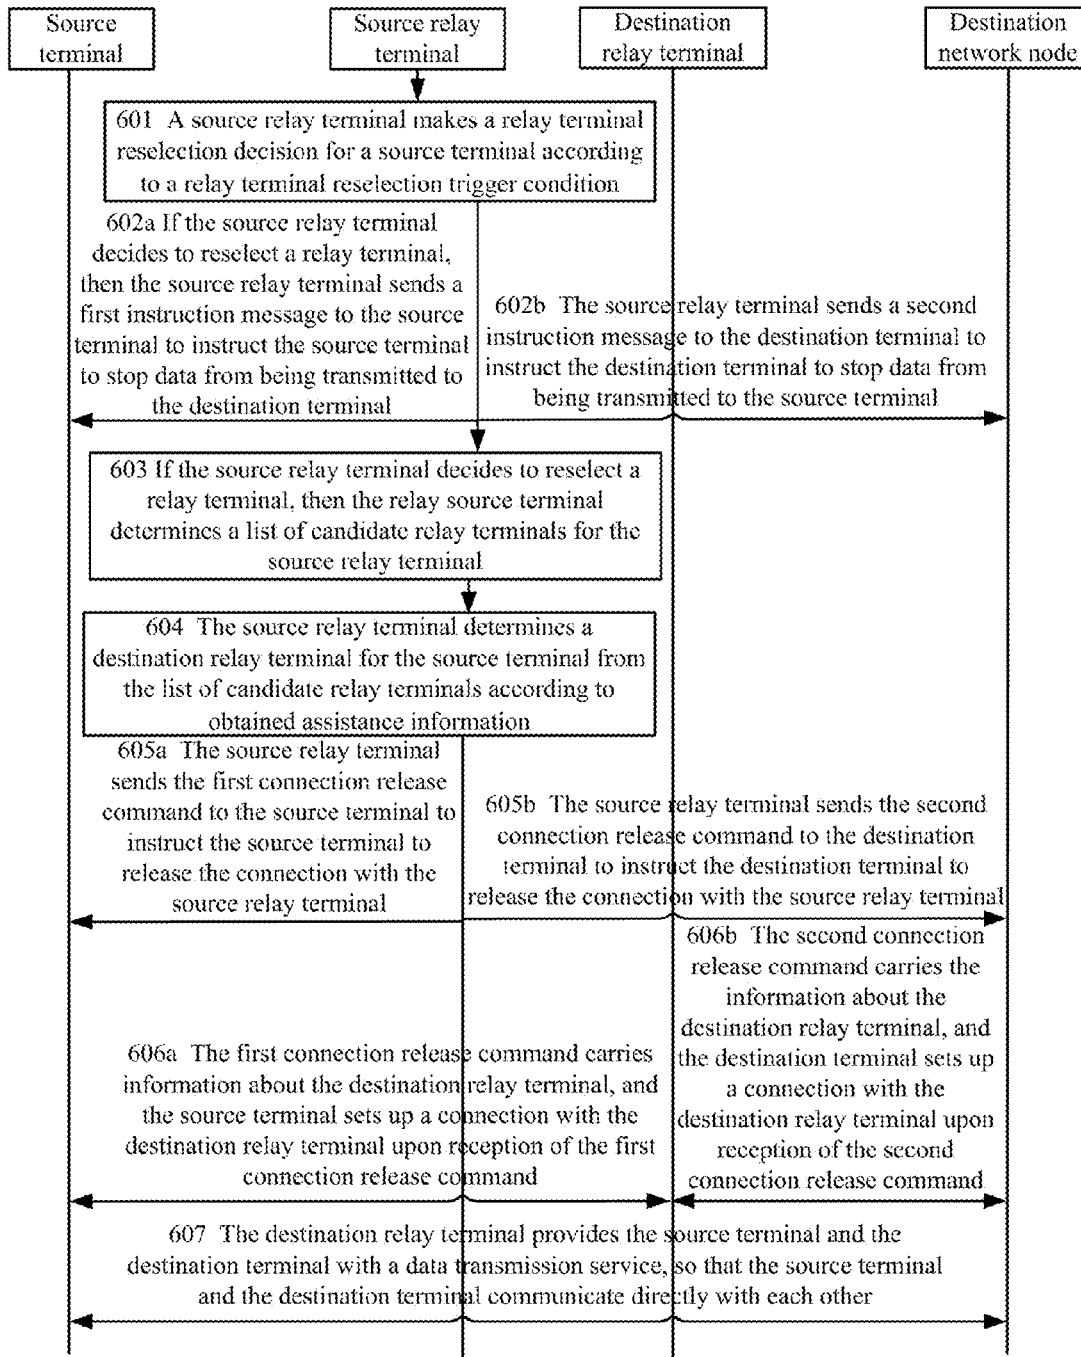 Source
terminal
Source relay
terminal
Destination
relay terminal
Destination
network node
601 A source relay terminal makes a relay terminal
reselection decision for a source terminal according
to a relay terminal reselection trigger condition
602a If the source relay terminal
decides to reselect a relay terminal,
then the source relay terminal sends a
first instruction message to the source
terminal to instruct the source terminal
to stop data from being transmitted to
the destination terminal
602b The source relay terminal sends a second
instruction message to the destination terminal to
instruct the destination terminal to stop data from
being transmitted to the source terminal
603 If the source relay terminal decides to reselect a
relay terminal, then the relay source terminal
determines a list of candidate relay terminals for the
source relay terminal
604 The source relay terminal determines a
destination relay terminal for the source terminal from
the list of candidate relay terminals according to
obtained assistance information
605a The source relay terminal
sends the first connection release
command to the source terminal to
instruct the source terminal to
release the connection with the
source relay terminal
605b The source relay terminal sends the second
connection release command to the destination
terminal to instruct the destination terminal to
release the connection with the source relay terminal
606b The second connection
release command carries the
information about the
destination relay terminal, and
the destination terminal sets up
a connection with the
destination relay terminal upon
reception of the second
connection release command
606a The first connection release command carries
information about the destination relay terminal, and
the source terminal sets up a connection with the
destination relay terminal upon reception of the first
connection release command
607 The destination relay terminal provides the source terminal and the
destination terminal with a data transmission service, so that the source terminal
and the destination terminal communicate directly with each other